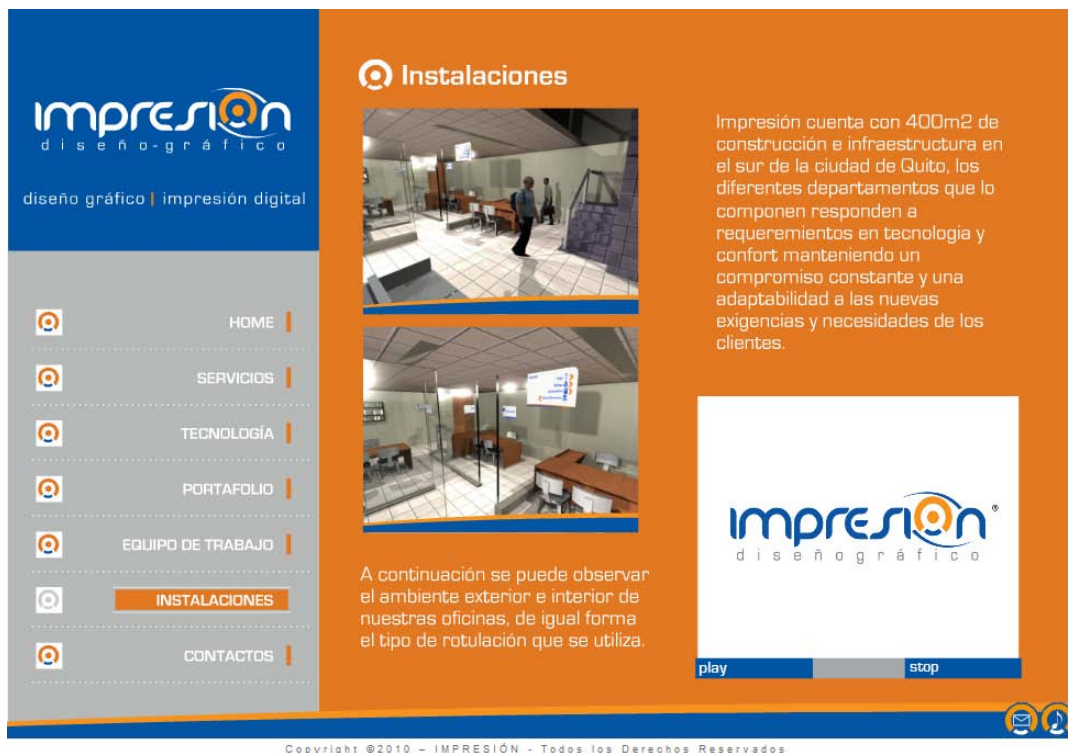 Impresión
diseño-gráfico
diseño gráfico | impresión digital
HOME
SERVICIOS
TECNOLOGÍA
PORTAFOLIO
EQUIPO DE TRABAJO
INSTALACIONES
CONTACTOS
Instalaciones
A continuación se puede observar
el ambiente exterior e interior de
nuestras oficinas, de igual forma
el tipo de rotulación que se utiliza.
Impresión cuenta con 400m2 de
construcción e infraestructura en
el sur de la ciudad de Quito, los
diferentes departamentos que lo
componen responden a
requeremientos en tecnologia y
confort manteniendo un
compromiso constante y una
adaptabilidad a las nuevas
exigencias y necesidades de los
clientes.
Impresión®
diseñográfico
play
stop
Copyright ©2010 – IMPRESIÓN - Todos los Derechos Reservados